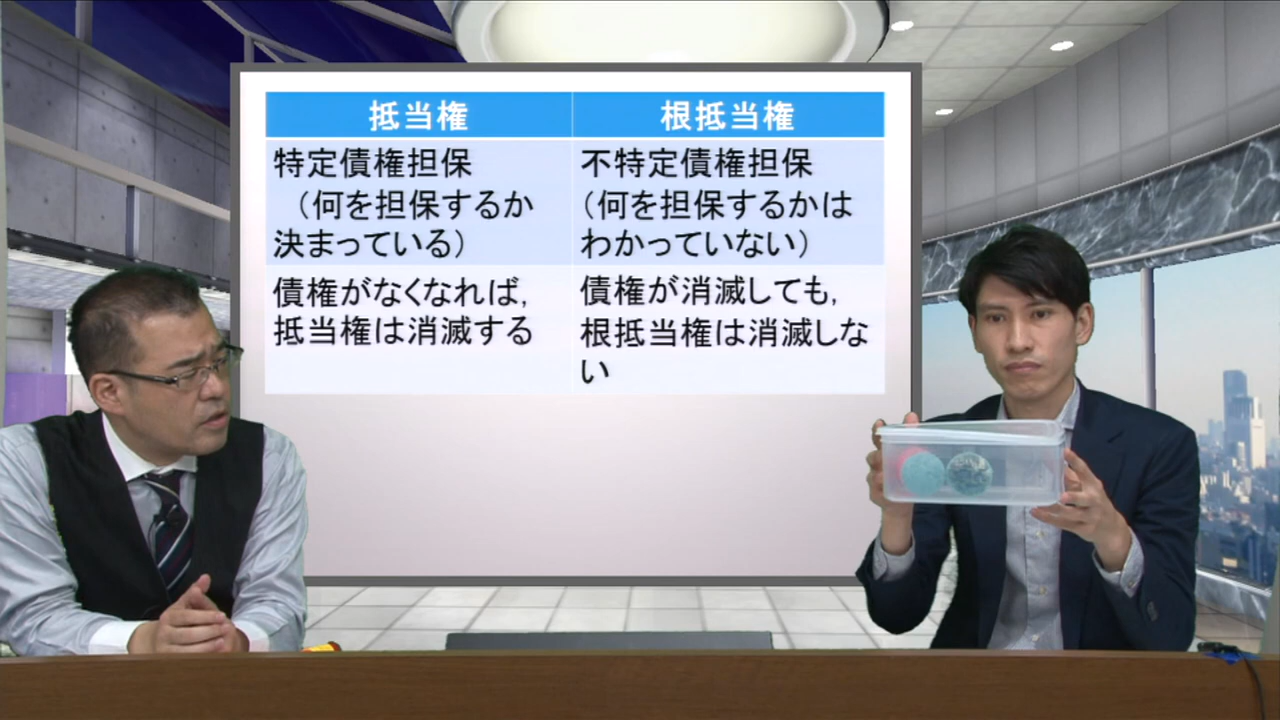 抵当権
根抵当権
特定債権担保
（何を担保するか
決まっている）
不特定債権担保
（何を担保するかは
わかっていない）
債権がなくなれば，
抵当権は消滅する
債権が消滅しても，
根抵当権は消滅しな
い